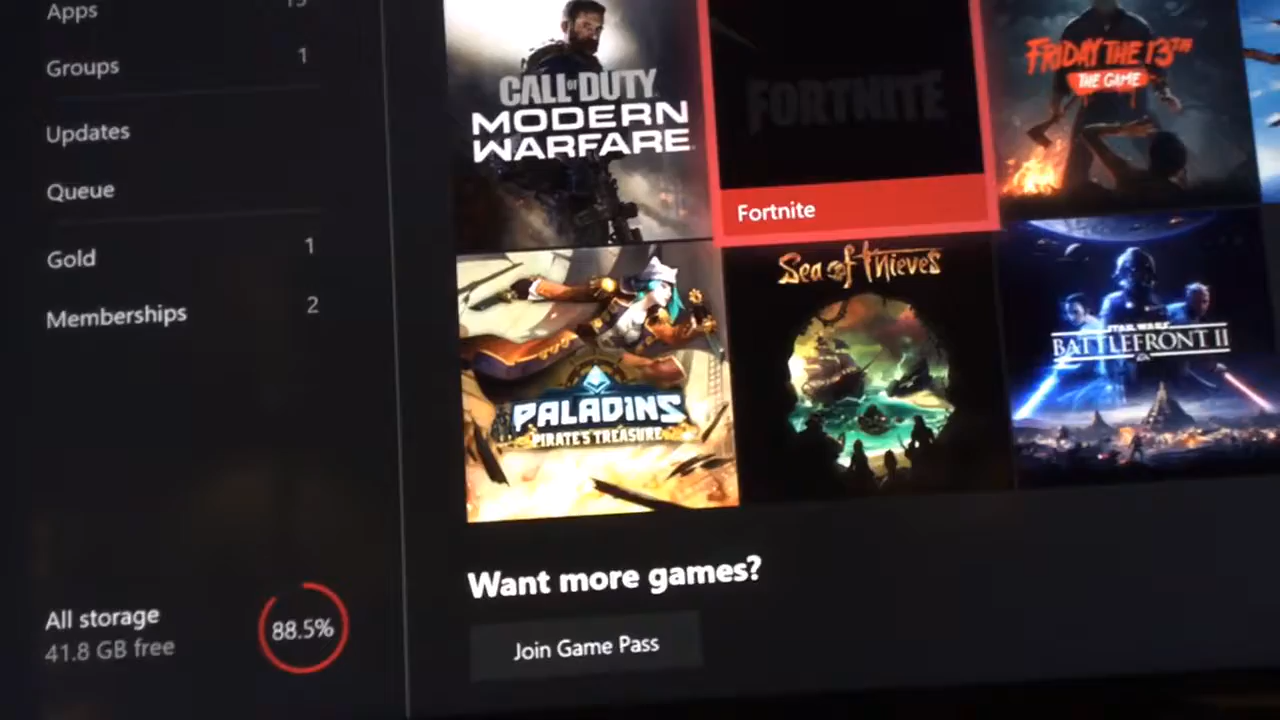 Apps 15
Groups 1
Updates
Queue
Gold 1
Memberships 2
All storage
41.8 GB free
88.5%
CALL OF DUTY
MODERN
WARFARE
FORTNITE
Fortnite
FRIDAY THE 13TH
THE GAME
PALADINS
PIRATE'S TREASURE
Sea of Thieves
STAR WARS
BATTLEFRONT II
Want more games?
Join Game Pass